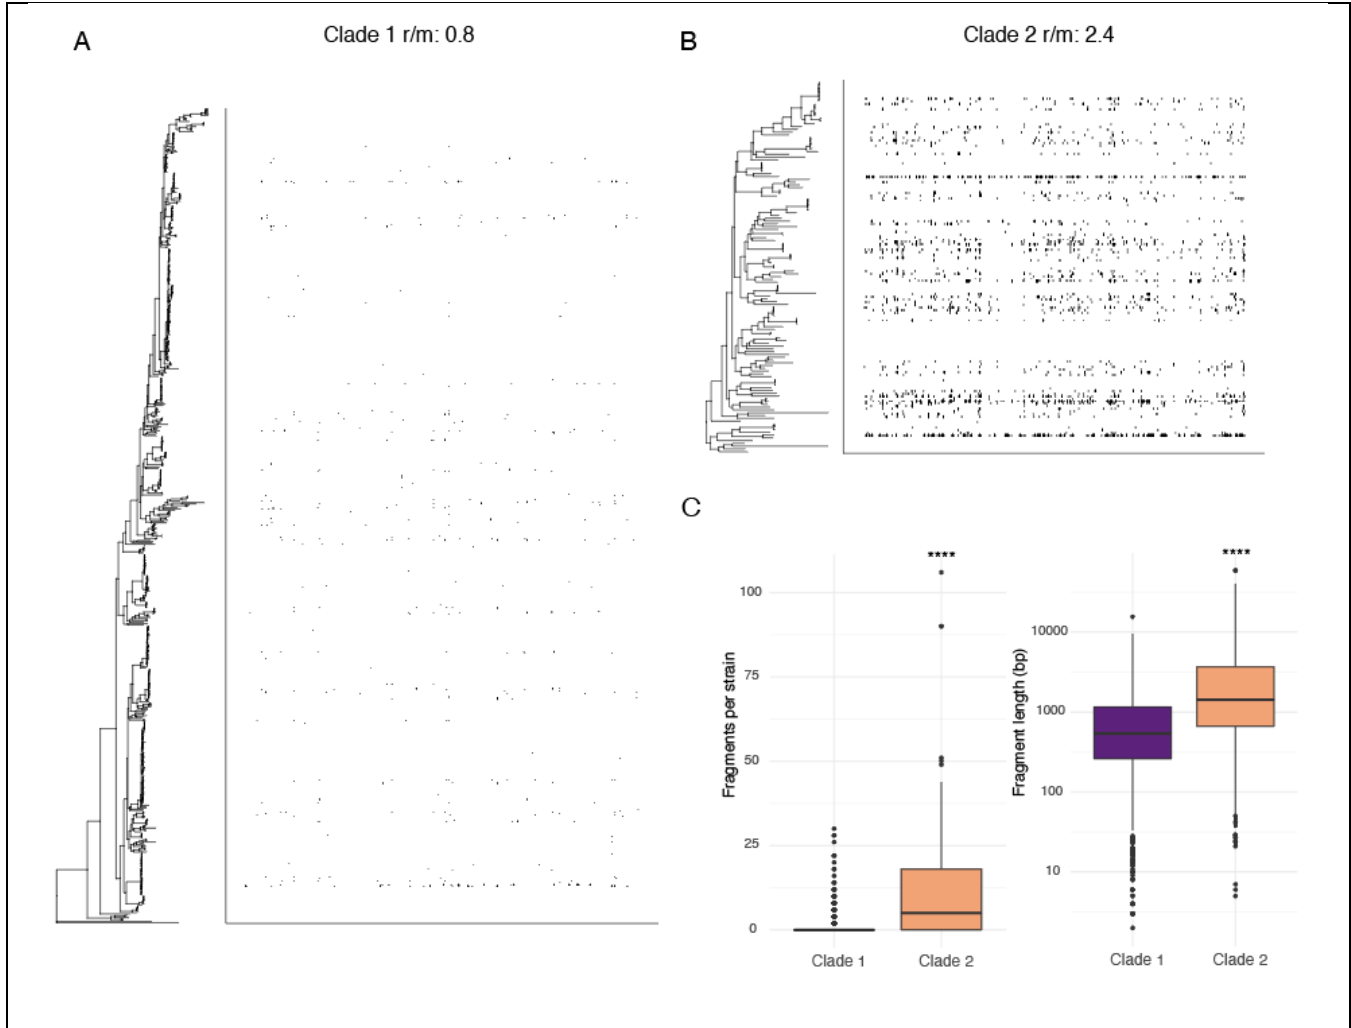 A
Clade 1 r/m: 0.8
B
Clade 2 r/m: 2.4
C
Fragments per strain
100
75
50
25
0
****
Clade 1
Clade 2
Fragment length (bp)
10000
1000
100
10
****
Clade 1
Clade 2